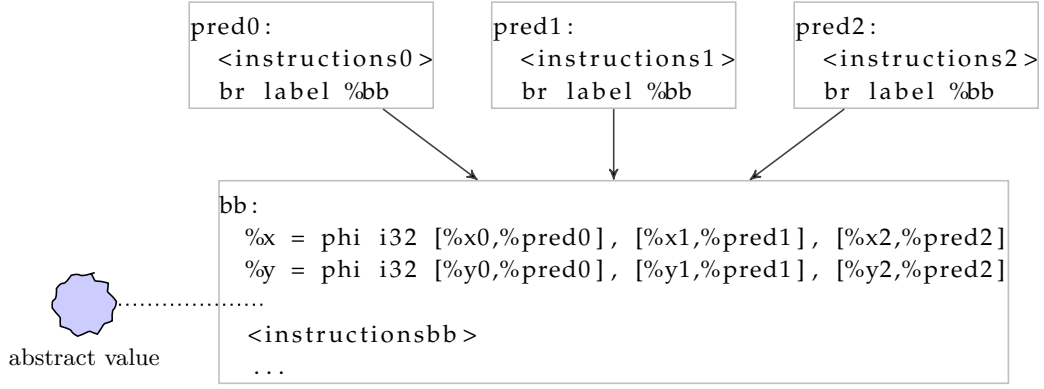 pred0:
<instructions0>
br label %bb
pred1:
<instructions1>
br label %bb
pred2:
<instructions2>
br label %bb
bb:
%x = phi i32 [%x0,%pred0], [%x1,%pred1], [%x2,%pred2]
%y = phi i32 [%y0,%pred0], [%y1,%pred1], [%y2,%pred2]
<instructionsbb>
...
abstract value